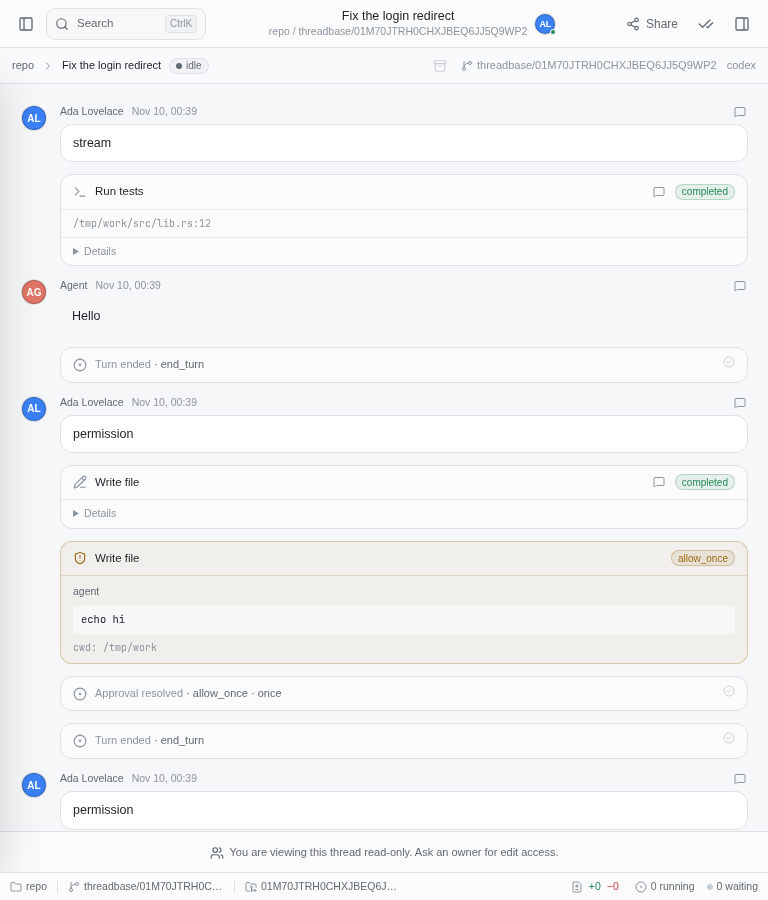 Search CtrlK
Fix the login redirect
repo / threadbase/01M70JTRH0CHXJBEQ6JJ5Q9WP2
AL
Share
repo
Fix the login redirect
idle
threadbase/01M70JTRH0CHXJBEQ6JJ5Q9WP2
codex
AL
Ada Lovelace Nov 10, 00:39
stream
Run tests
completed
/tmp/work/src/lib.rs:12
Details
AG
Agent Nov 10, 00:39
Hello
Turn ended · end_turn
AL
Ada Lovelace Nov 10, 00:39
permission
Write file
completed
Details
Write file
allow_once
agent
echo hi
cwd: /tmp/work
Approval resolved · allow_once · once
Turn ended · end_turn
AL
Ada Lovelace Nov 10, 00:39
permission
You are viewing this thread read-only. Ask an owner for edit access.
repo
threadbase/01M70JTRH0C…
01M70JTRH0CHXJBEQ6J…
+0 −0
0 running
0 waiting